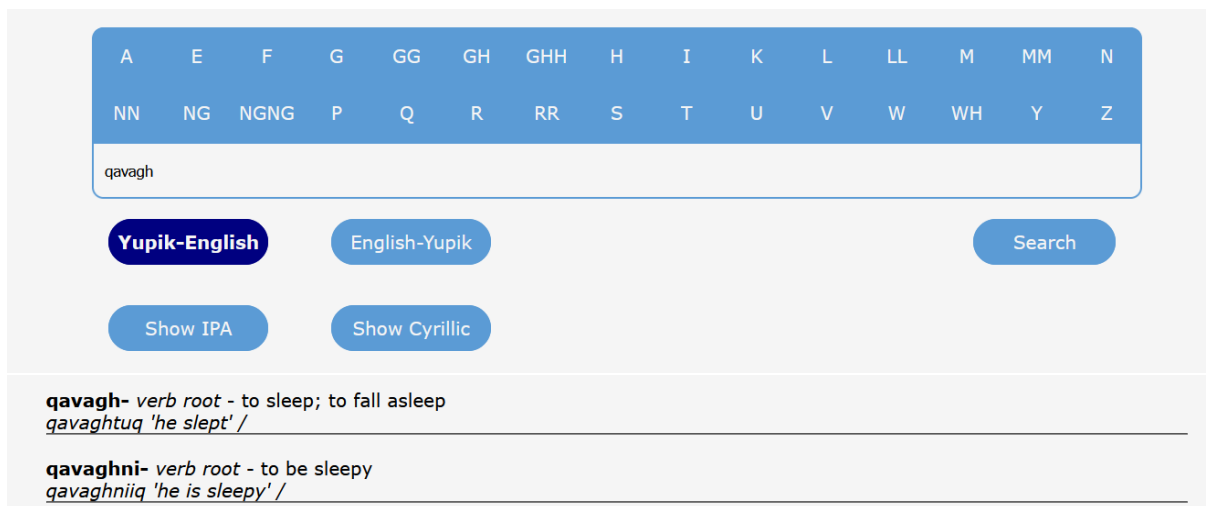 A E F G GG GH GHH H I K L LL M MM N
NN NG NGNG P Q R RR S T U V W WH Y Z
qavagh
Yupik-English English-Yupik Search
Show IPA Show Cyrillic
qavagh- verb root - to sleep; to fall asleep
qavaghtuq 'he slept' /
qavaghni- verb root - to be sleepy
qavaghniiq 'he is sleepy' /